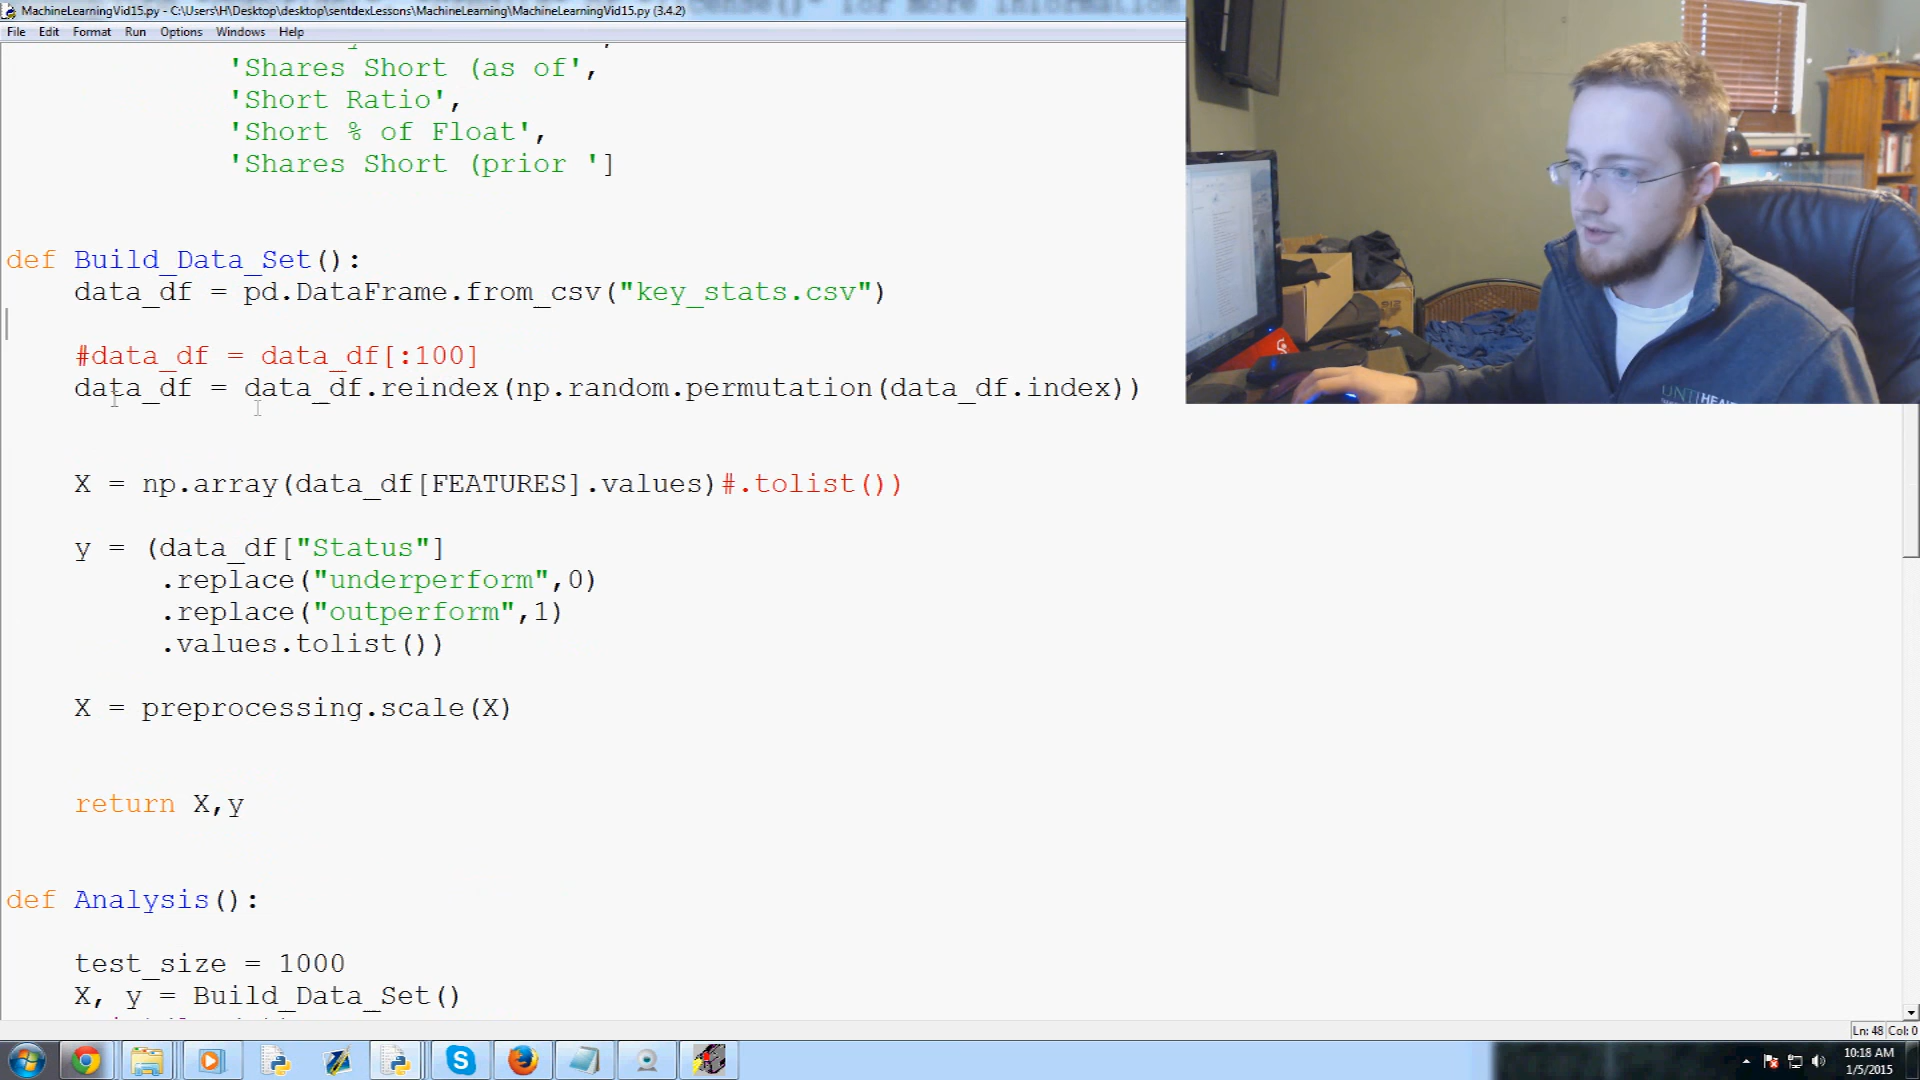 MachineLearningVid15.py - C:\Users\H\Desktop\desktop\sentdexLessons\MachineLearning\MachineLearningVid15.py (3.4.2)
for more information.
File Edit Format Run Options Windows Help
'Shares Short (as of',
'Short Ratio',
'Short % of Float',
'Shares Short (prior ']
def Build_Data_Set():
data_df = pd.DataFrame.from_csv("key_stats.csv")
#data_df = data_df[:100]
data_df = data_df.reindex(np.random.permutation(data_df.index))
X = np.array(data_df[FEATURES].values)#.tolist())
y = (data_df["Status"]
.replace("underperform",0)
.replace("outperform",1)
.values.tolist())
X = preprocessing.scale(X)
return X,y
def Analysis():
test_size = 1000
X, y = Build_Data_Set()
Ln: 48 Col: 0
10:18 AM
1/5/2015